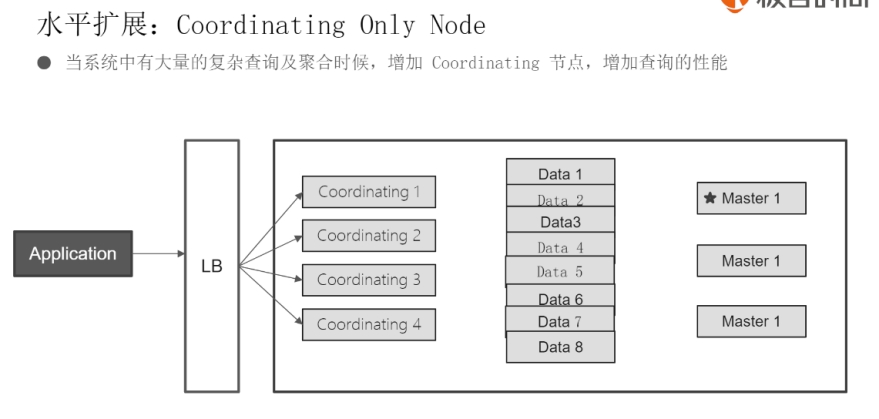 水平扩展：Coordinating Only Node
● 当系统中有大量的复杂查询及聚合时候，增加 Coordinating 节点，增加查询的性能
Application
LB
Coordinating 1
Coordinating 2
Coordinating 3
Coordinating 4
Data 1
Data 2
Data3
Data 4
Data 5
Data 6
Data 7
Data 8
★ Master 1
Master 1
Master 1